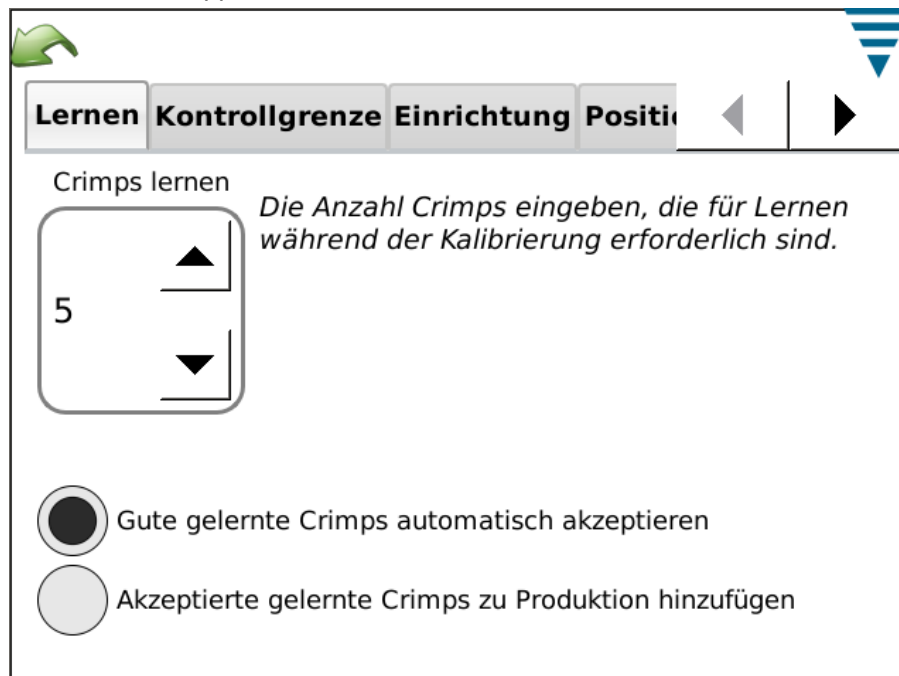 Lernen Kontrollgrenze Einrichtung
Crimps lernen
Die Anzahl Crimps eingeben, die für Lernen
während der Kalibrierung erforderlich sind.
5
Gute gelernte Crimps automatisch akzeptieren
Akzeptierte gelernte Crimps zu Produktion hinzufügen